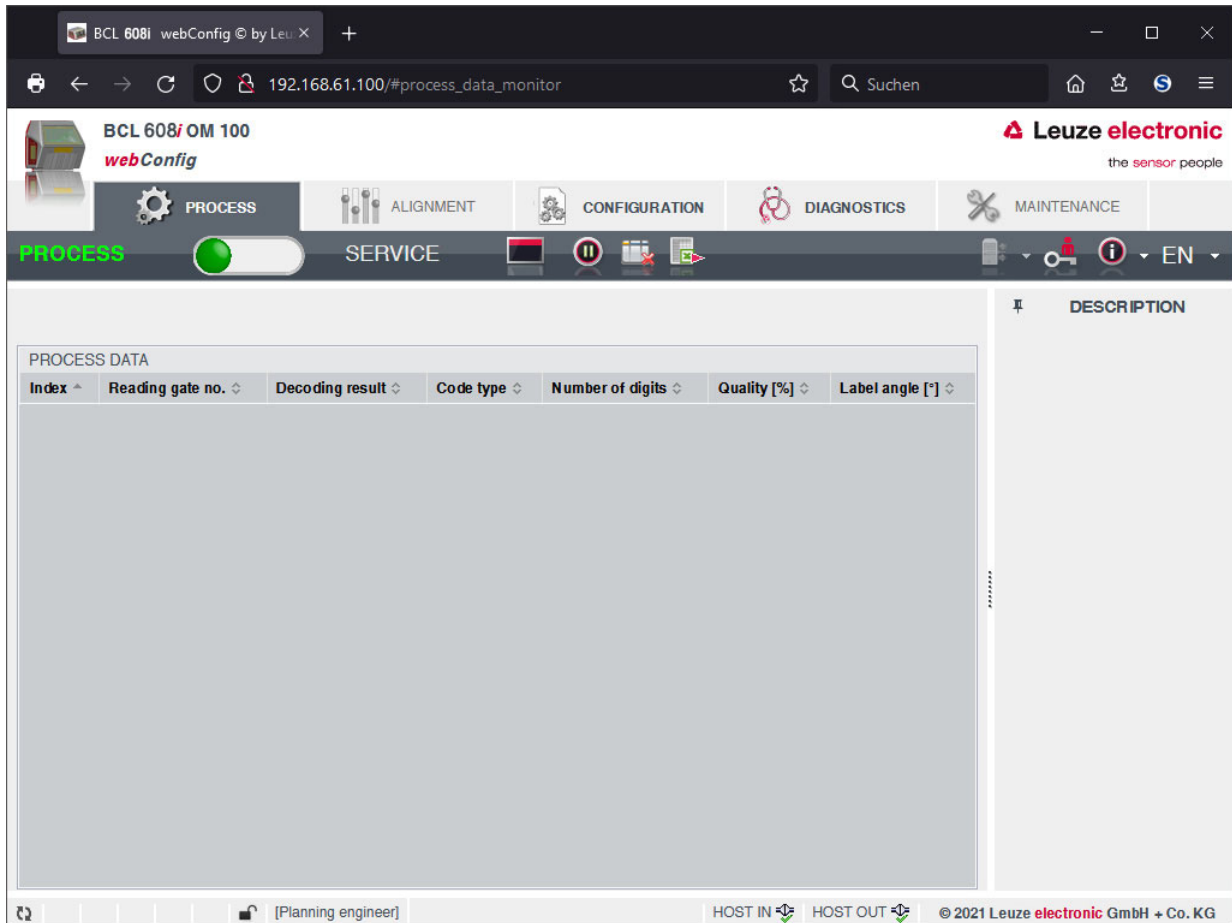 BCL 608i webConfig © by Leu
192.168.61.100/#process_data_monitor
Suchen
BCL 608i OM 100
webConfig
Leuze electronic
the sensor people
PROCESS
ALIGNMENT
CONFIGURATION
DIAGNOSTICS
MAINTENANCE
PROCESS
SERVICE
EN
DESCRIPTION
PROCESS DATA
Index Reading gate no. Decoding result Code type Number of digits Quality [%] Label angle [°]
[Planning engineer]
HOST IN
HOST OUT
© 2021 Leuze electronic GmbH + Co. KG